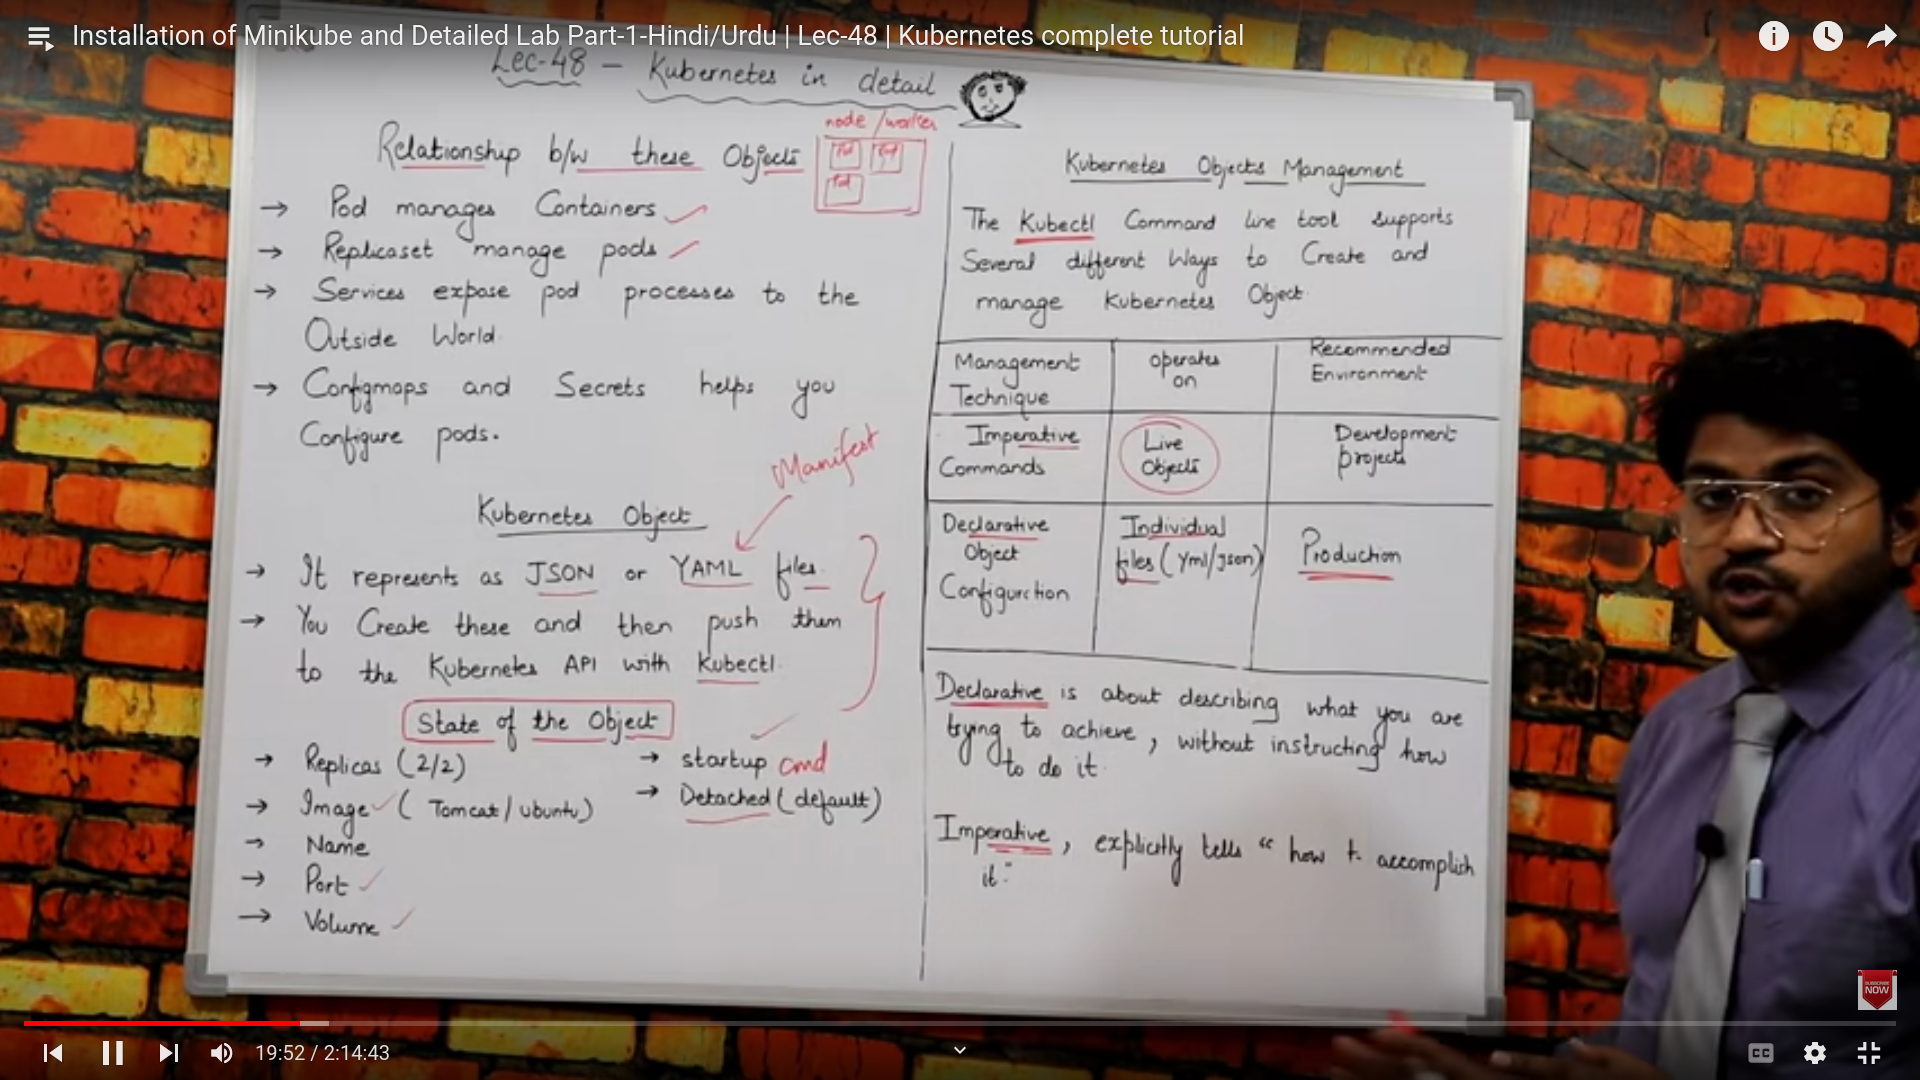 Installation of Minikube and Detailed Lab Part-1-Hindi/Urdu | Lec-48 | Kubernetes complete tutorial
Lec-48 - Kubernetes in detail
Relationship b/w these Objects
node / worker
Pod Pod
Pod
→ Pod manages Containers
→ Replicaset manage pods
→ Services expose pod processes to the
Outside World.
→ Configmaps and Secrets helps you
Configure pods.
Manifest
Kubernetes Object
→ It represents as JSON or YAML files.
→ You Create these and then push them
to the Kubernetes API with Kubectl.
State of the Object
→ Replicas (2/2)
→ Image ( Tomcat / ubuntu)
→ Name
→ Port
→ Volume
→ startup cmd
→ Detached (default)
Kubernetes Objects Management
The Kubectl Command line tool supports
Several different Ways to Create and
manage Kubernetes Object.
Management
Technique
operates
on
Recommended
Environment
Imperative
Commands
Live
Objects
Development
projects
Declarative
Object
Configurction
Individual
files (yml/json)
Production
Declarative is about describing what you are
trying to achieve, without instructing how
to do it.
Imperative, explicitly tells "how to accomplish
it."
SUBSCRIBE
NOW
19:52 / 2:14:43
CC